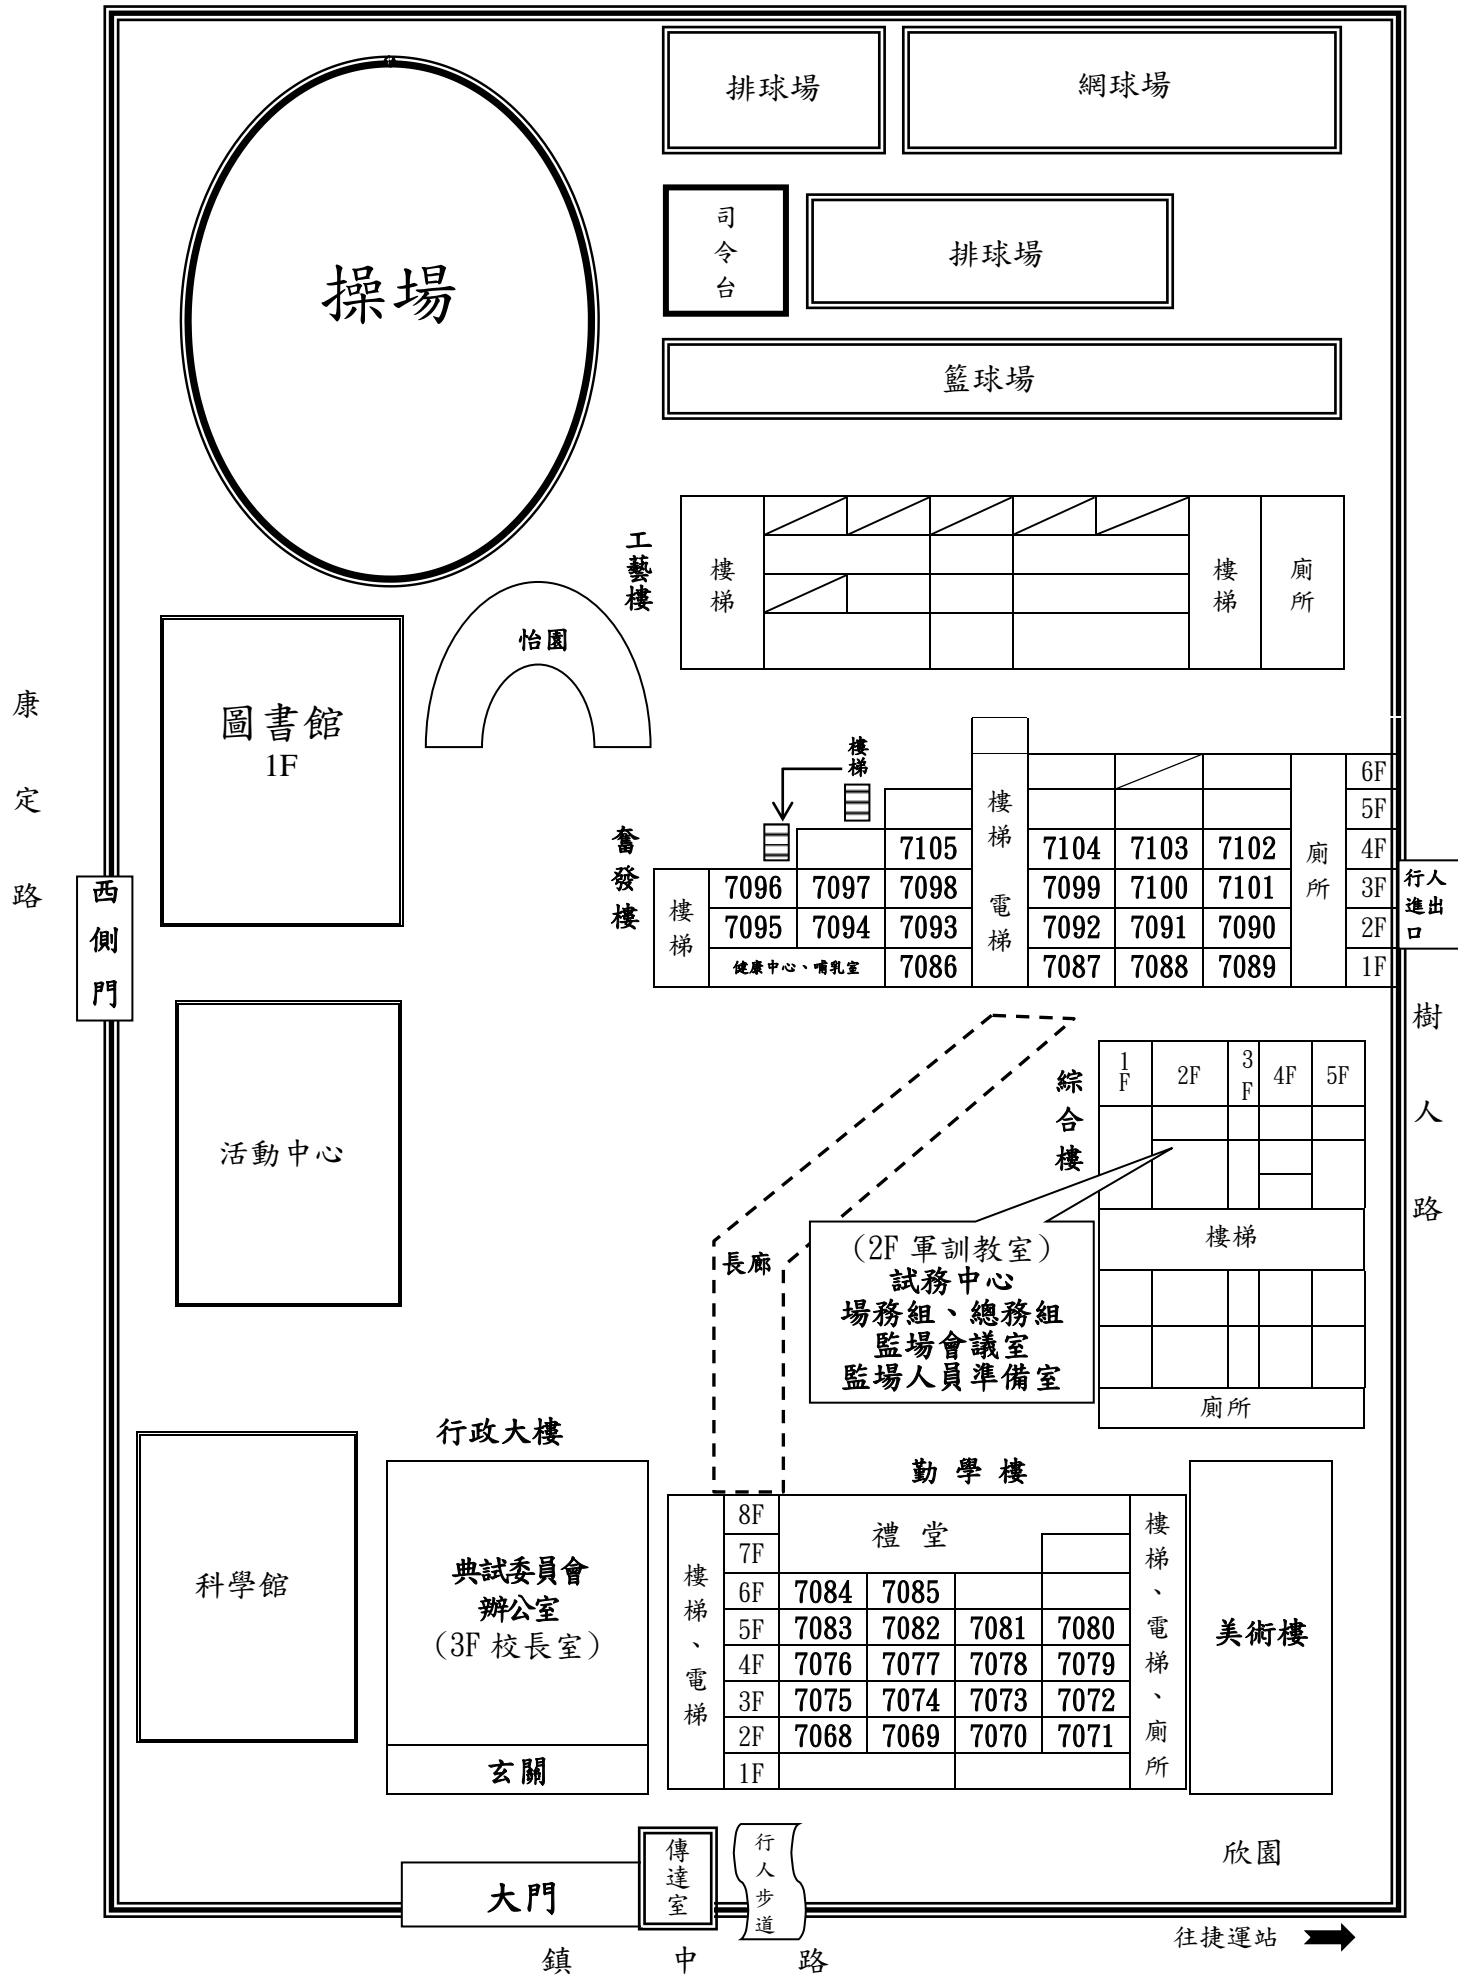 排球場
網球場
司令台
排球場
操場
籃球場
工藝樓
樓梯
樓梯
廁所
怡園
圖書館
1F
康定路
西側門
奮發樓
樓梯
樓梯
電梯
廁所
6F
5F
7105 7104 7103 7102 4F
7096 7097 7098 7099 7100 7101 3F
樓梯
7095 7094 7093 7092 7091 7090 2F
健康中心、哺乳室 7086 7087 7088 7089 1F
行人
進出
口
樹人路
活動中心
綜合樓
1F 2F 3F 4F 5F
樓梯
廁所
長廊
(2F 軍訓教室)
試務中心
場務組、總務組
監場會議室
監場人員準備室
科學館
行政大樓
典試委員會
辦公室
(3F 校長室)
玄關
勤學樓
樓梯、電梯
8F 禮堂
7F
6F 7084 7085
5F 7083 7082 7081 7080
4F 7076 7077 7078 7079
3F 7075 7074 7073 7072
2F 7068 7069 7070 7071
1F
樓梯、電梯、廁所
美術樓
欣園
大門
傳達室
行人步道
往捷運站
鎮中路